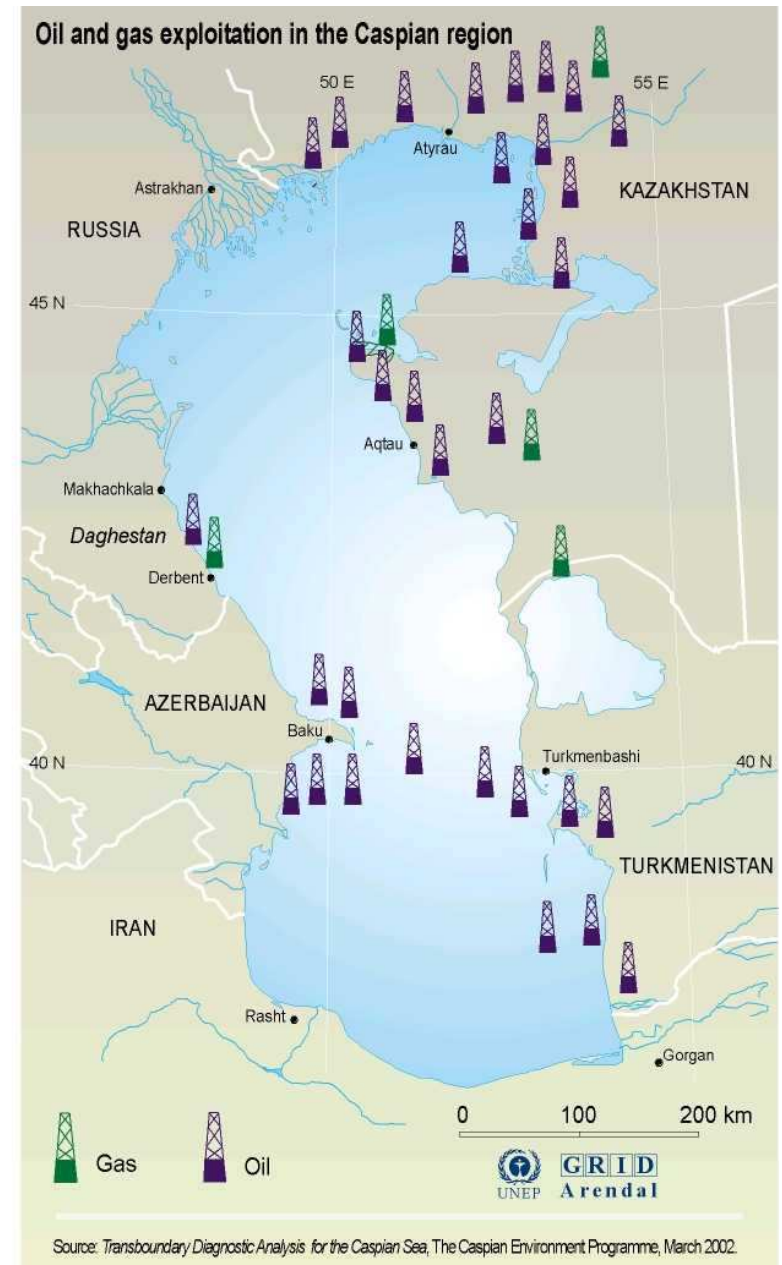 Oil and gas exploitation in the Caspian region
50 E
55 E
Atyrau
Astrakhan
KAZAKHSTAN
RUSSIA
45 N
Aqtau
Makhachkala
Daghestan
Derbent
AZERBAIJAN
Baku
40 N
Turkmenbashi
40 N
TURKMENISTAN
IRAN
Rasht
Gorgan
0 100 200 km
Gas
Oil
UNEP
GRID
Arendal
Source: Transboundary Diagnostic Analysis for the Caspian Sea, The Caspian Environment Programme, March 2002.